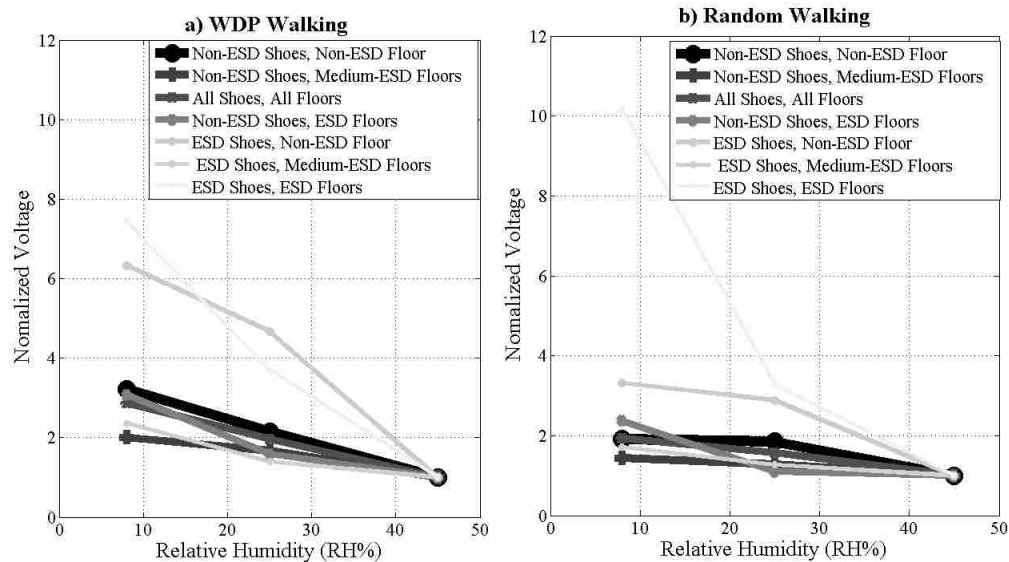 a) WDP Walking
12
10
8
6
4
2
0
0
10
20
30
40
50
Nomalized Voltage
Relative Humidity (RH%)
Non-ESD Shoes, Non-ESD Floor
Non-ESD Shoes, Medium-ESD Floors
All Shoes, All Floors
Non-ESD Shoes, ESD Floors
ESD Shoes, Non-ESD Floor
ESD Shoes, Medium-ESD Floors
ESD Shoes, ESD Floors
b) Random Walking
12
10
8
6
4
2
0
0
10
20
30
40
50
Nomalized Voltage
Relative Humidity (RH%)
Non-ESD Shoes, Non-ESD Floor
Non-ESD Shoes, Medium-ESD Floors
All Shoes, All Floors
Non-ESD Shoes, ESD Floors
ESD Shoes, Non-ESD Floor
ESD Shoes, Medium-ESD Floors
ESD Shoes, ESD Floors